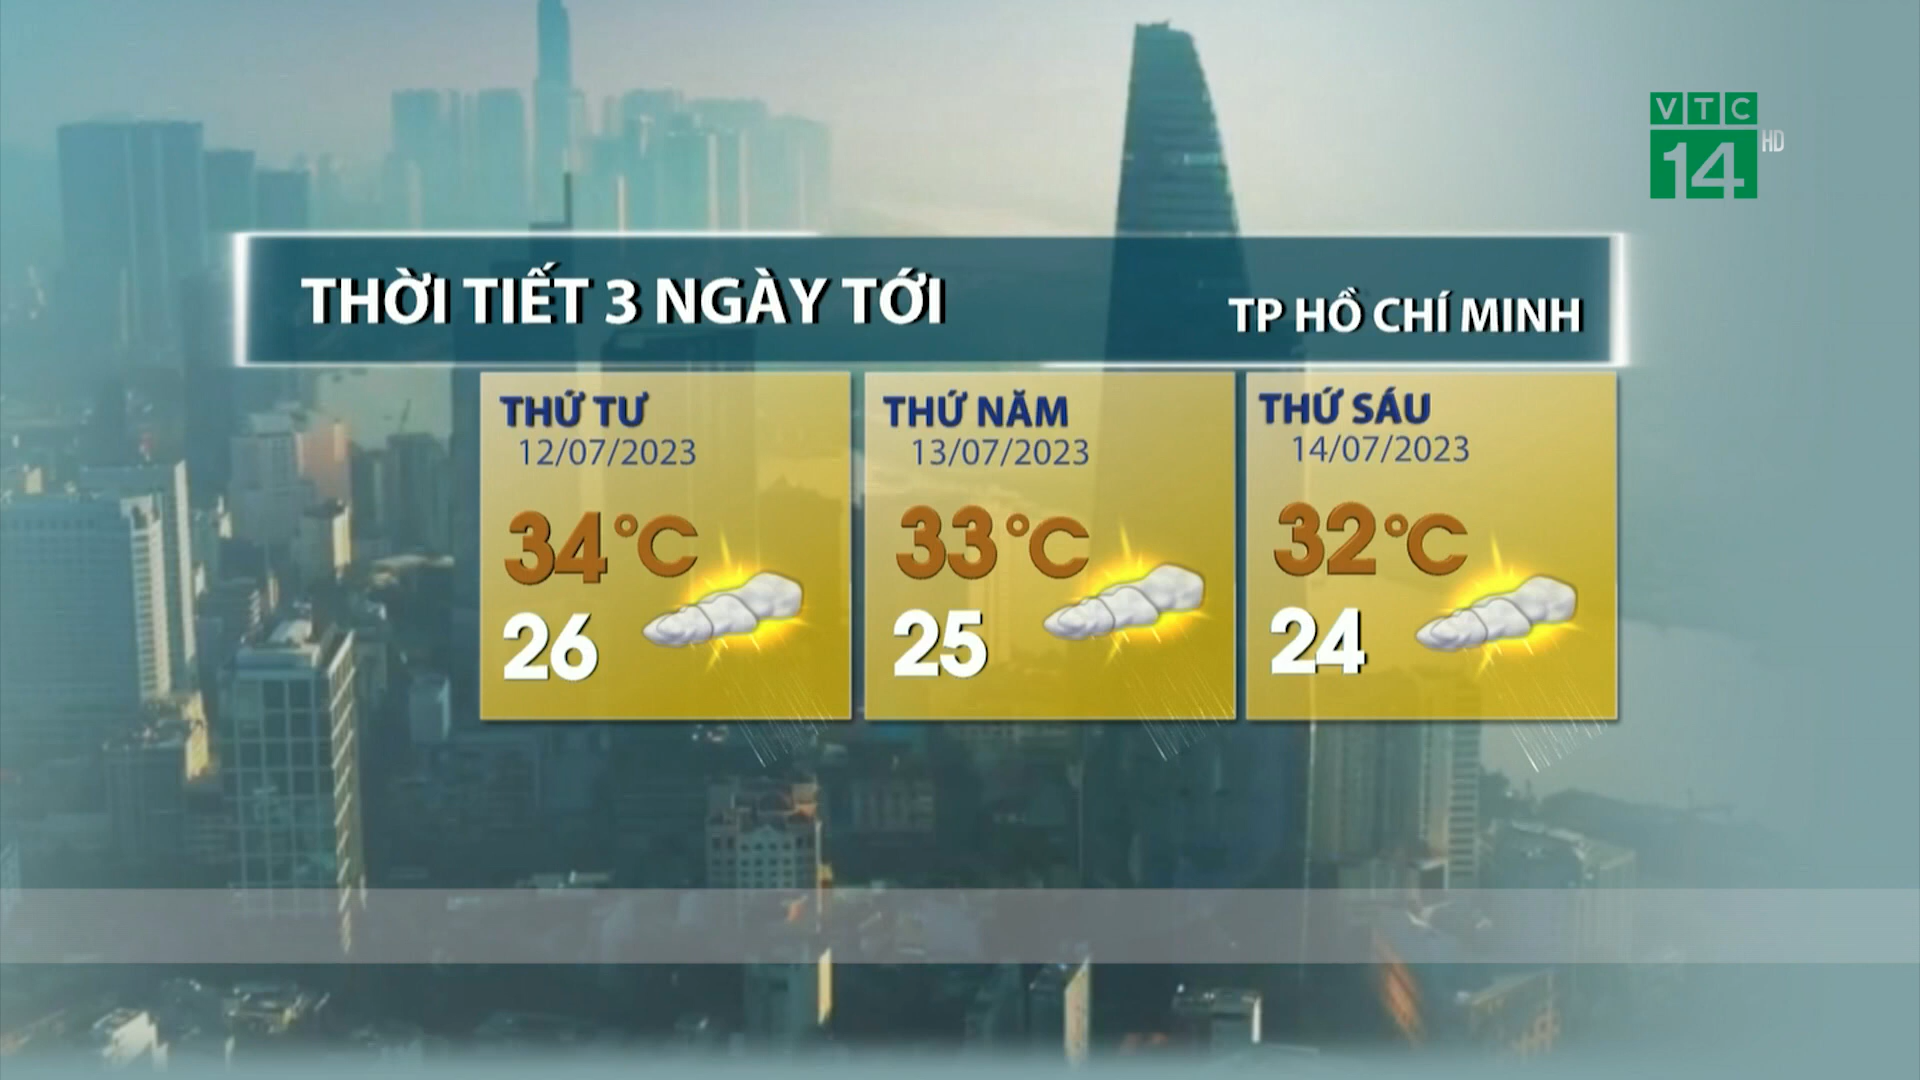 VTC
14 HD
THỜI TIẾT 3 NGÀY TỚI
TP HỒ CHÍ MINH
THỨ TƯ
12/07/2023
34°C
26
THỨ NĂM
13/07/2023
33°C
25
THỨ SÁU
14/07/2023
32°C
24